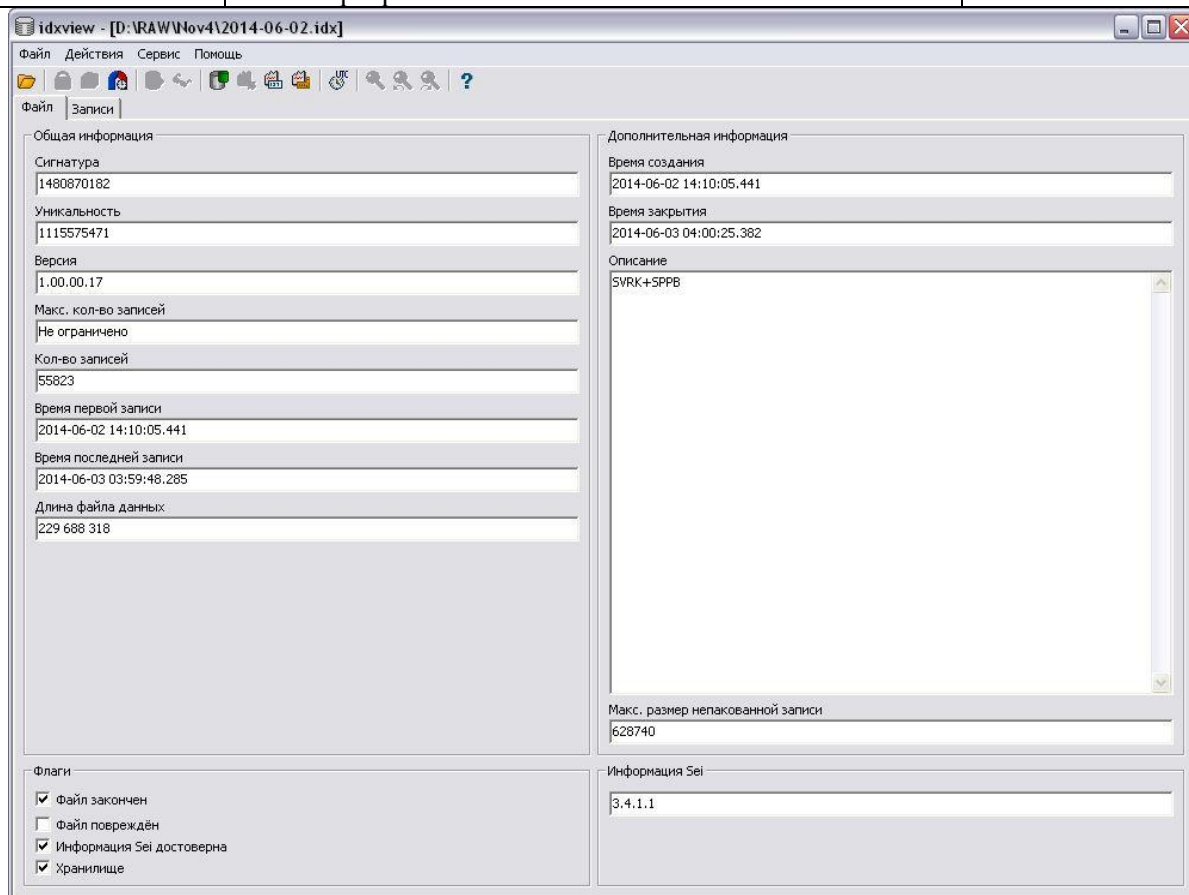 idxview - [D:\RAW\Nov4\2014-06-02.idx]
Файл Действия Сервис Помощь
UTC
?
Файл Записи
Общая информация
Сигнатура
1480870182
Уникальность
1115575471
Версия
1.00.00.17
Макс. кол-во записей
Не ограничено
Кол-во записей
55823
Время первой записи
2014-06-02 14:10:05.441
Время последней записи
2014-06-03 03:59:48.285
Длина файла данных
229 688 318
Дополнительная информация
Время создания
2014-06-02 14:10:05.441
Время закрытия
2014-06-03 04:00:25.382
Описание
SVRK+SPPB
Макс. размер непакованной записи
628740
Флаги
Файл закончен
Файл повреждён
Информация Sei достоверна
Хранилище
Информация Sei
3.4.1.1